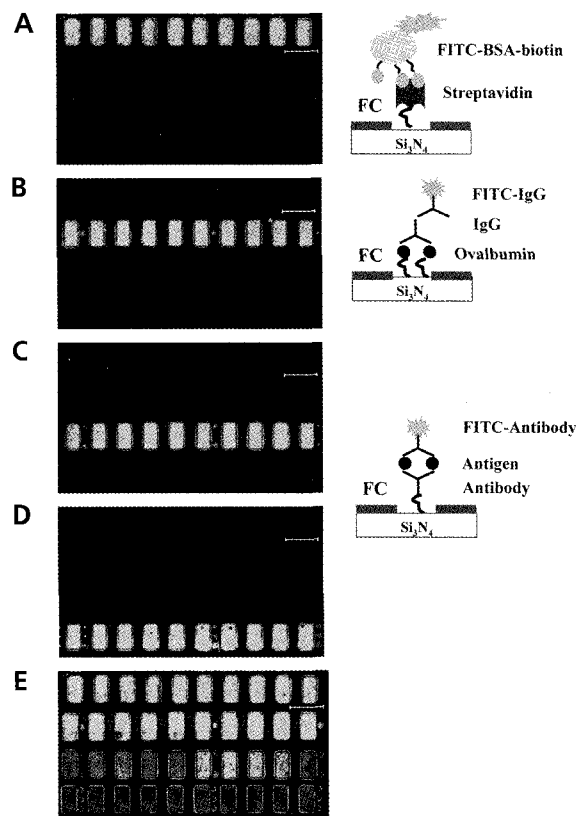 A
FITC-BSA-biotin
Streptavidin
FC
Si₃N₄
B
FITC-IgG
IgG
FC
Ovalbumin
Si₃N₄
C
FITC-Antibody
Antigen
FC
Antibody
Si₃N₄
D
E